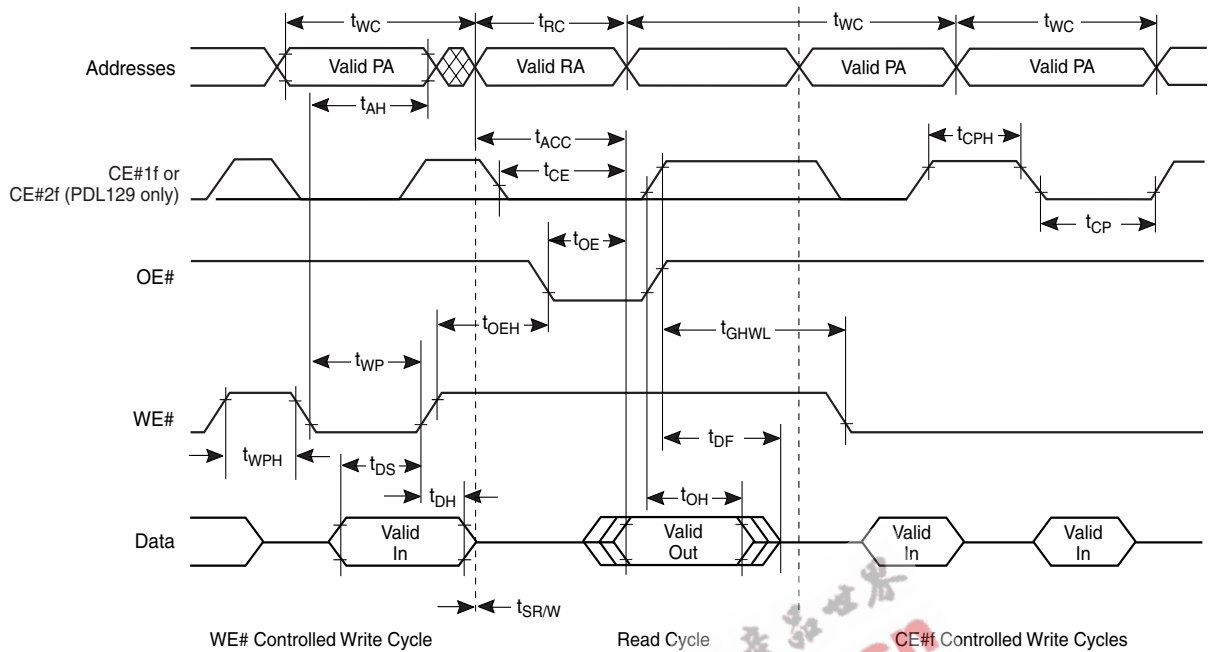 tWC tRC tWC tWC
Addresses Valid PA Valid RA Valid PA Valid PA
tAH
tACC tCPH
CE#1f or
CE#2f (PDL129 only)
tCE
tCP
tOE
OE#
tOEH tGHWL
tWP
WE#
tWPH tDS tDF
tDH tOH
Data
Valid In
Valid Out
Valid In
Valid In
tSR/W
WE# Controlled Write Cycle Read Cycle CE#f Controlled Write Cycles